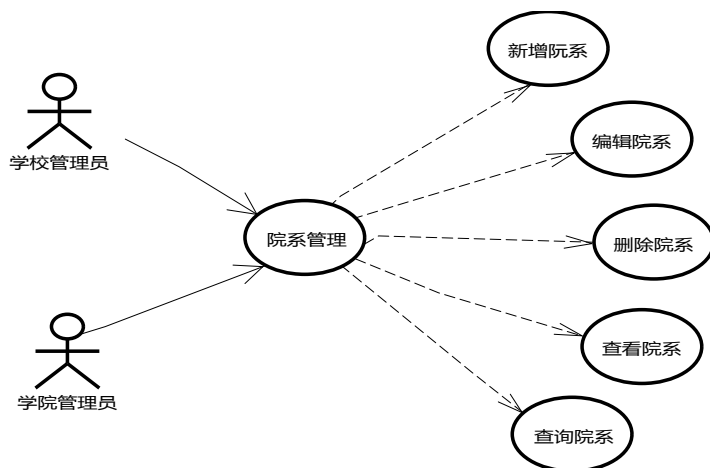 新增阮系
编辑院系
学校管理员
院系管理
删除院系
查看院系
学院管理员
查询院系